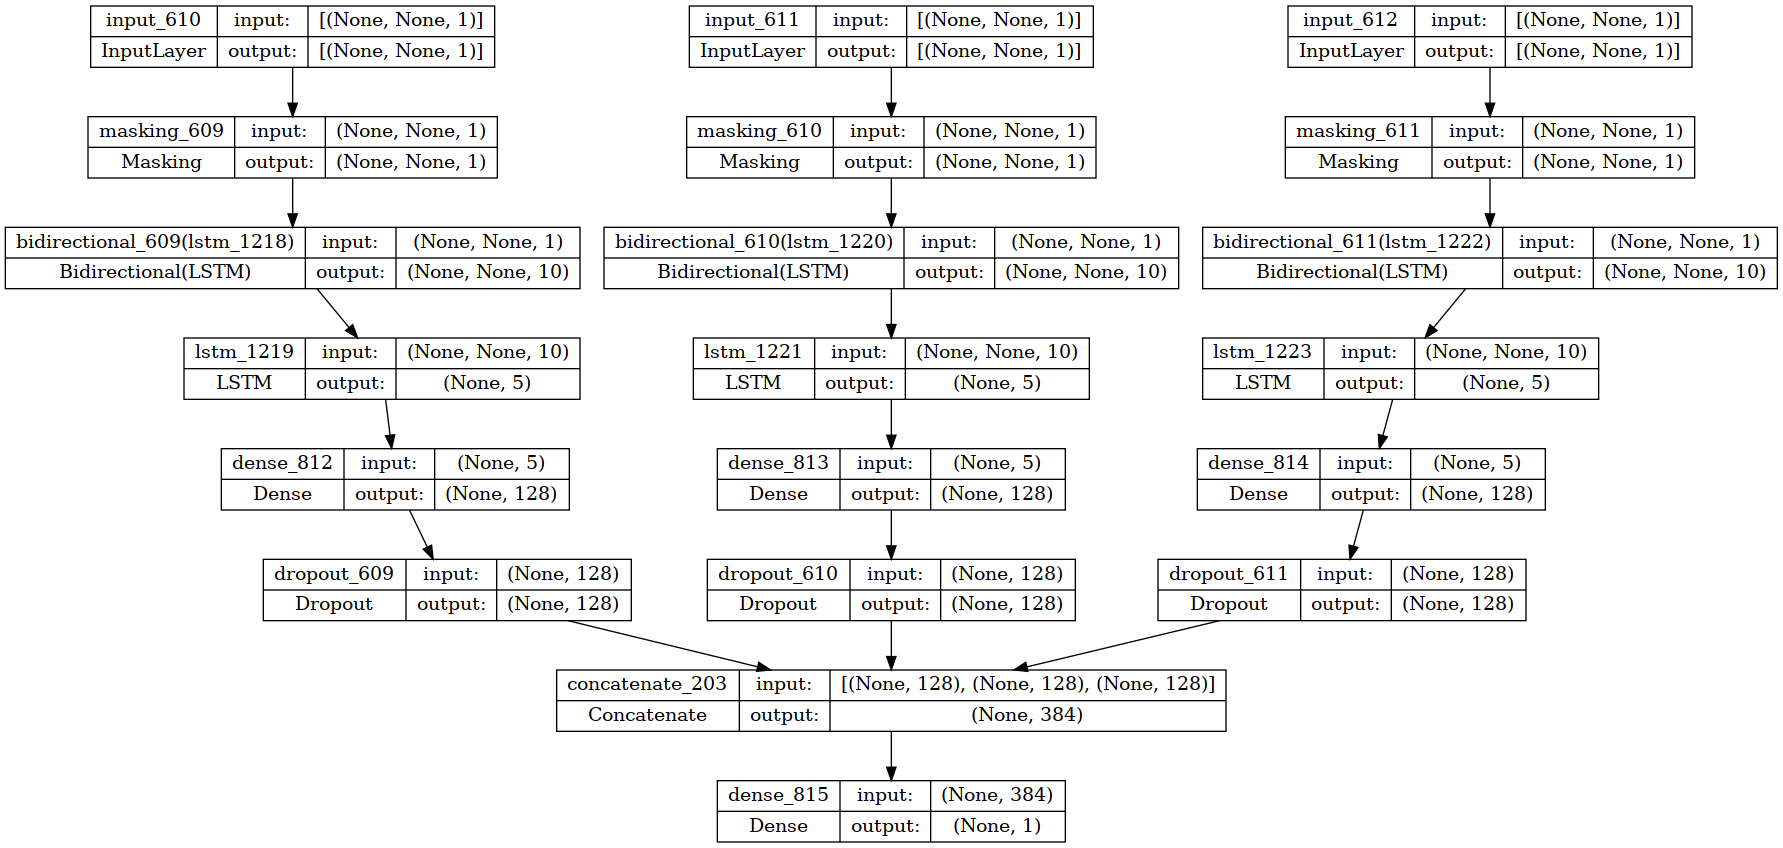 input_610 input: [(None, None, 1)]
InputLayer output: [(None, None, 1)]
input_611 input: [(None, None, 1)]
InputLayer output: [(None, None, 1)]
input_612 input: [(None, None, 1)]
InputLayer output: [(None, None, 1)]
masking_609 input: (None, None, 1)
Masking output: (None, None, 1)
masking_610 input: (None, None, 1)
Masking output: (None, None, 1)
masking_611 input: (None, None, 1)
Masking output: (None, None, 1)
bidirectional_609(lstm_1218) input: (None, None, 1)
Bidirectional(LSTM) output: (None, None, 10)
bidirectional_610(lstm_1220) input: (None, None, 1)
Bidirectional(LSTM) output: (None, None, 10)
bidirectional_611(lstm_1222) input: (None, None, 1)
Bidirectional(LSTM) output: (None, None, 10)
lstm_1219 input: (None, None, 10)
LSTM output: (None, 5)
lstm_1221 input: (None, None, 10)
LSTM output: (None, 5)
lstm_1223 input: (None, None, 10)
LSTM output: (None, 5)
dense_812 input: (None, 5)
Dense output: (None, 128)
dense_813 input: (None, 5)
Dense output: (None, 128)
dense_814 input: (None, 5)
Dense output: (None, 128)
dropout_609 input: (None, 128)
Dropout output: (None, 128)
dropout_610 input: (None, 128)
Dropout output: (None, 128)
dropout_611 input: (None, 128)
Dropout output: (None, 128)
concatenate_203 input: [(None, 128), (None, 128), (None, 128)]
Concatenate output: (None, 384)
dense_815 input: (None, 384)
Dense output: (None, 1)